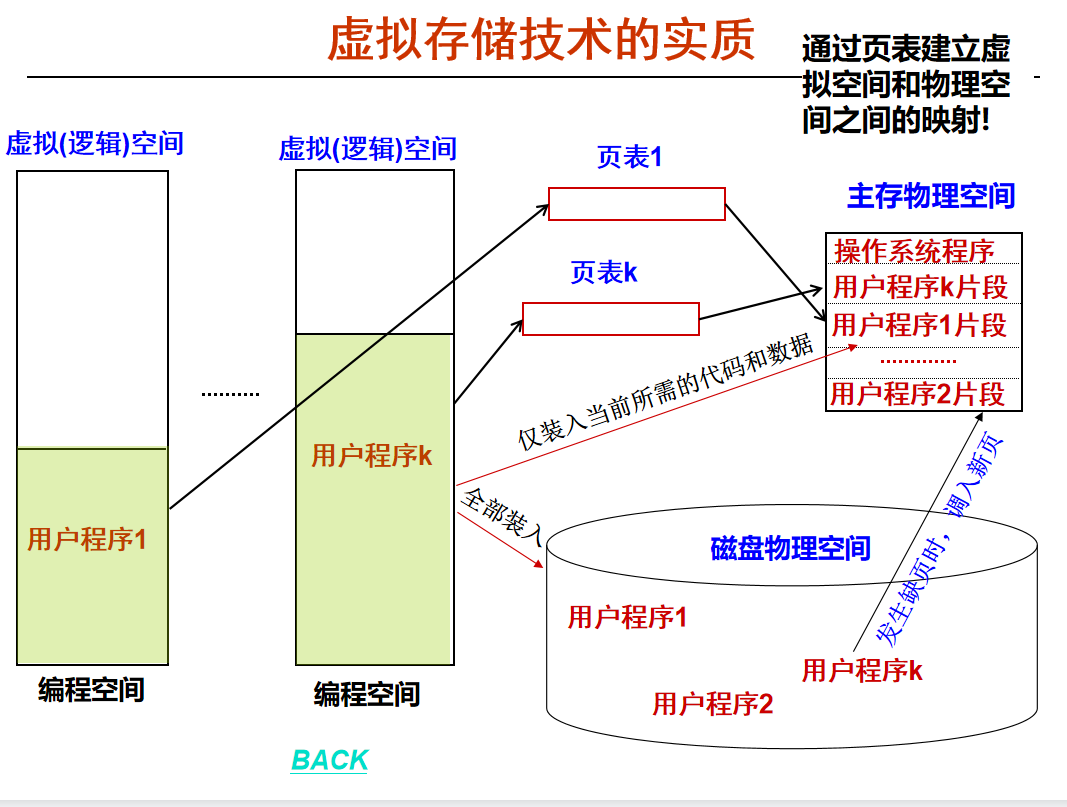 虚拟存储技术的实质
通过页表建立虚
拟空间和物理空
间之间的映射!
虚拟(逻辑)空间
虚拟(逻辑)空间
页表1
主存物理空间
操作系统程序
页表k
用户程序k片段
用户程序1片段
…………
用户程序2片段
仅装入当前所需的代码和数据
………
用户程序k
用户程序1
全部装入
发生缺页时，调入新页
磁盘物理空间
用户程序1
用户程序k
用户程序2
编程空间
编程空间
BACK